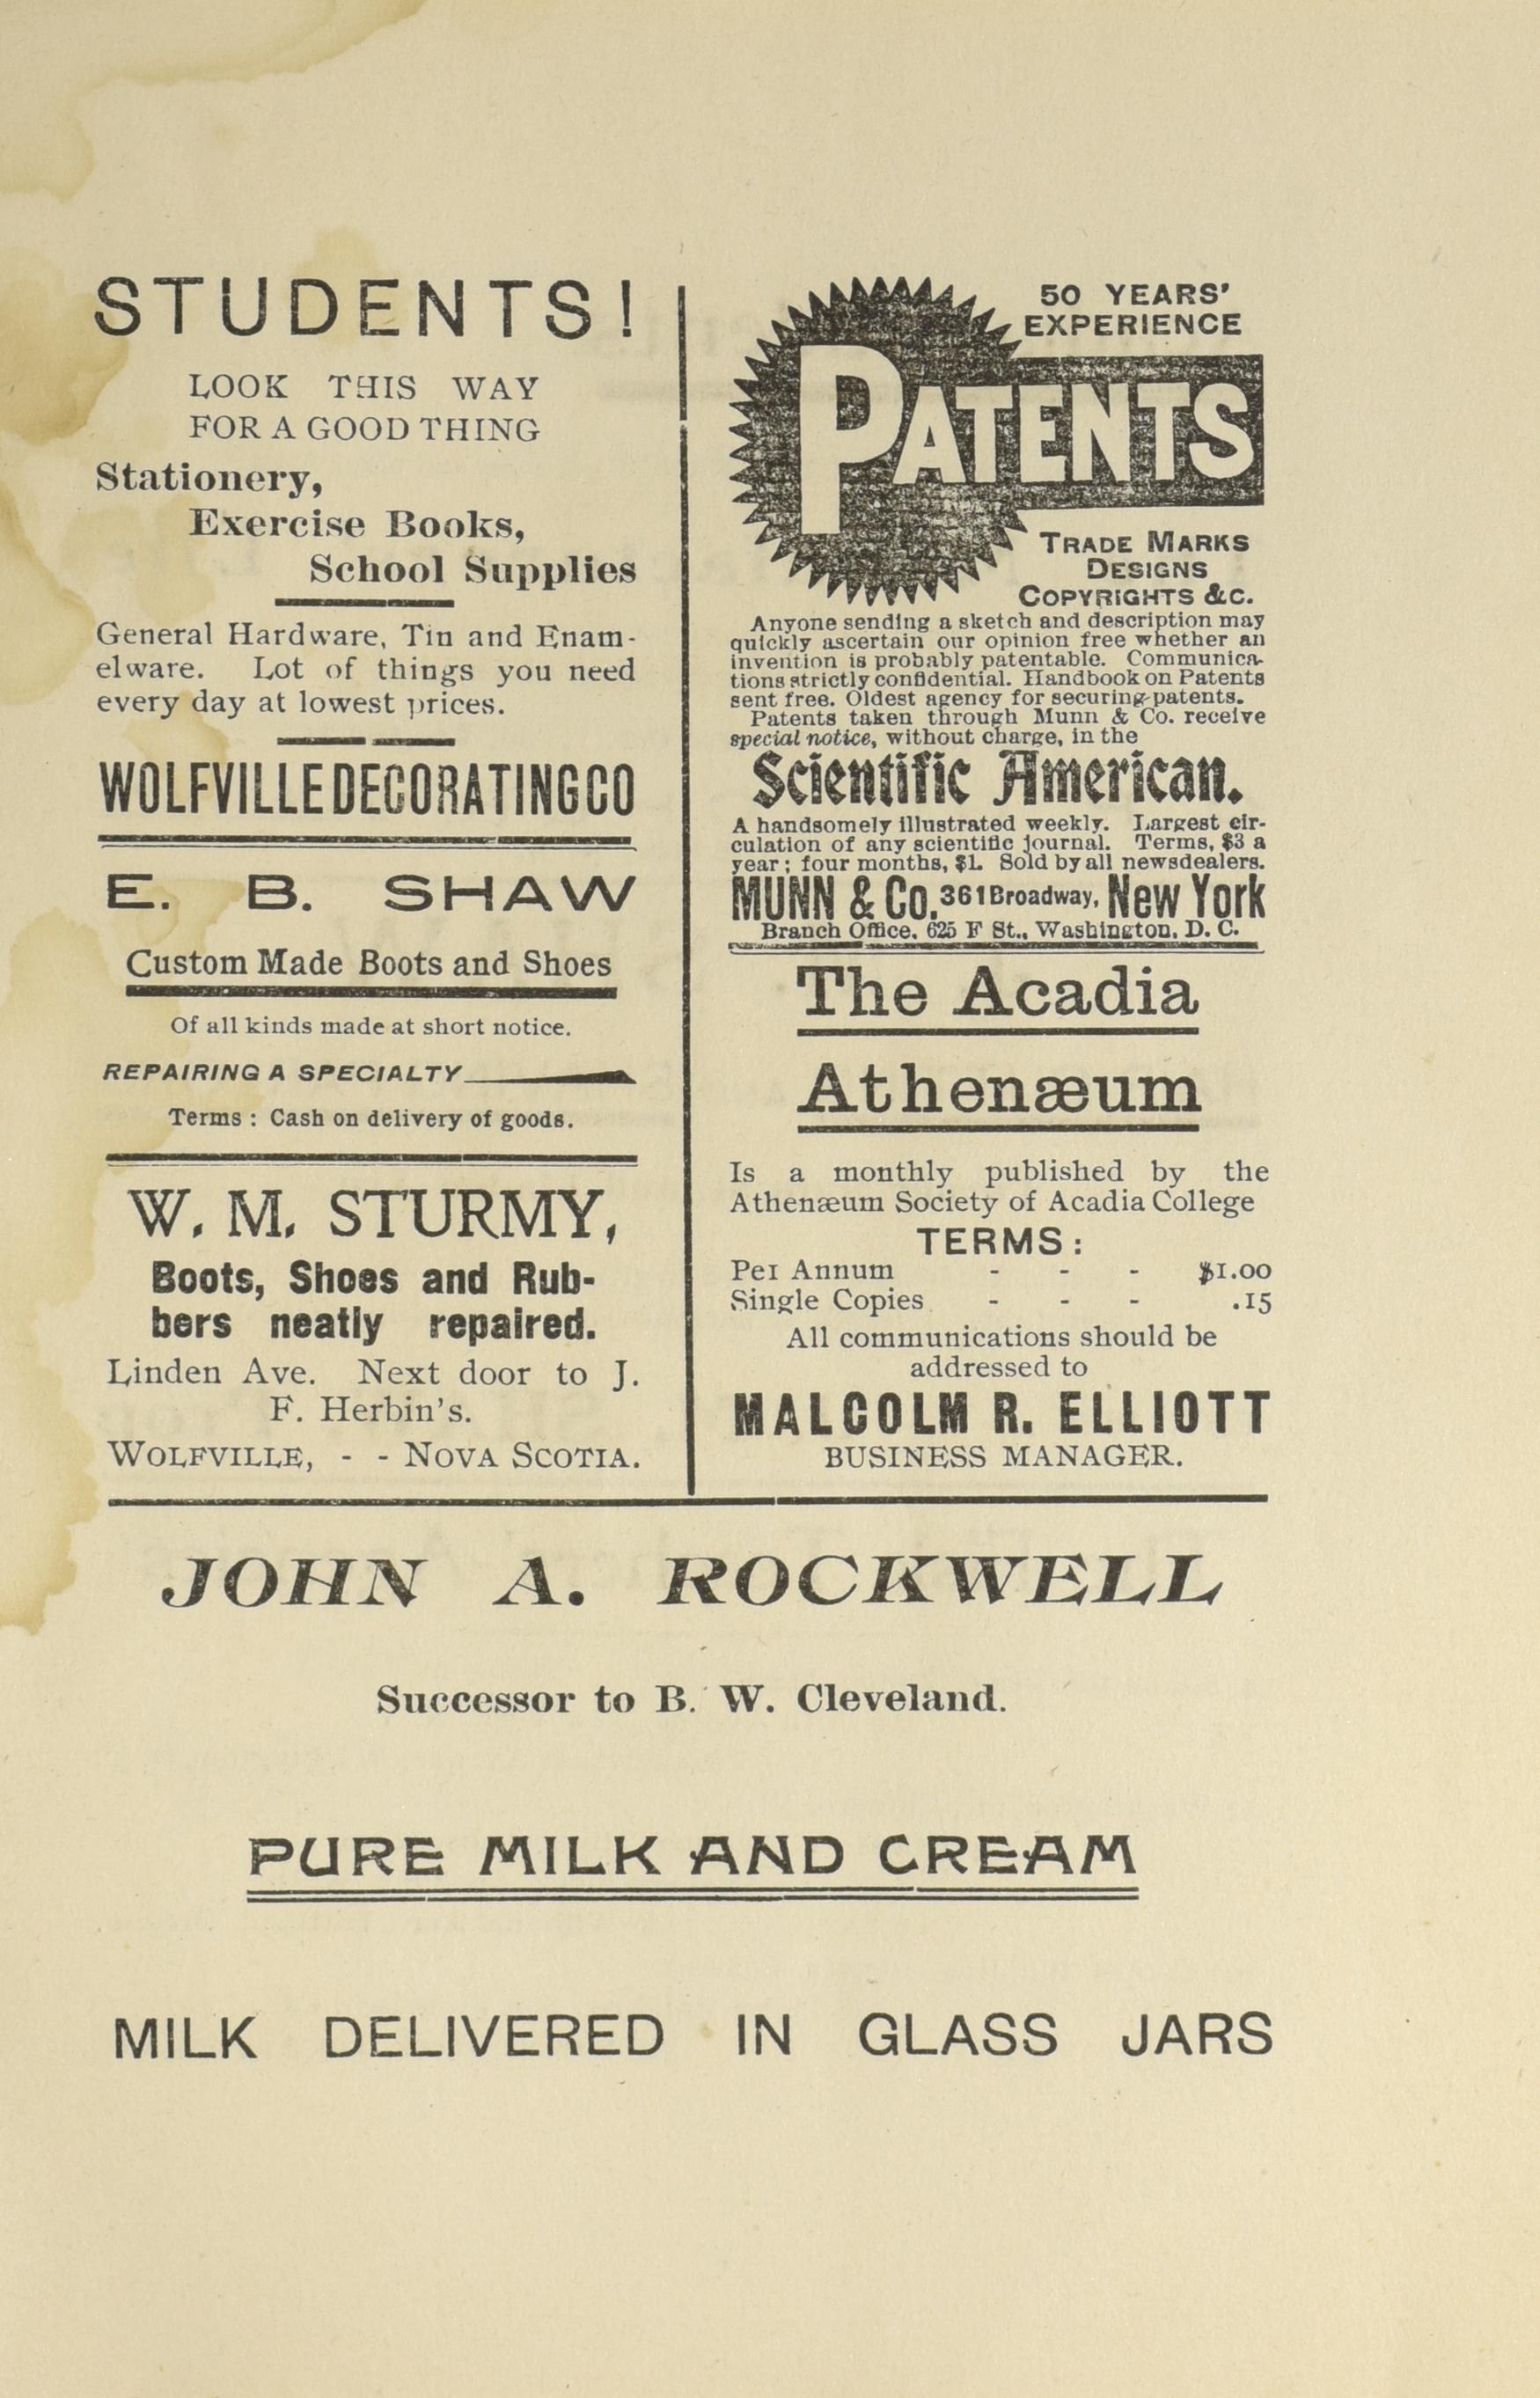 STUDENTS!
LOOK THIS WAY
FOR A GOOD THING
Stationery,
Exercise Books,
School Supplies
General Hardware, Tin and Enam-
elware. Lot of things you need
every day at lowest prices.
WOLFVILLE DECORATING CO
E. B. SHAW
Custom Made Boots and Shoes
Of all kinds made at short notice.
REPAIRING A SPECIALTY
Terms : Cash on delivery of goods.
W. M. STURMY,
Boots, Shoes and Rub-
bers neatly repaired.
Linden Ave. Next door to J.
F. Herbin's.
WOLFVILLE, - - NOVA SCOTIA.
50 YEARS'
EXPERIENCE
PATENTS
TRADE MARKS
DESIGNS
COPYRIGHTS &C.
Anyone sending a sketch and description may
quickly ascertain our opinion free whether an
invention is probably patentable. Communica-
tions strictly confidential. Handbook on Patents
sent free. Oldest agency for securing patents.
Patents taken through Munn & Co. receive
special notice, without charge, in the
Scientific American.
A handsomely illustrated weekly. Largest cir-
culation of any scientific journal. Terms, $3 a
year; four months, $1. Sold by all newsdealers.
MUNN & Co. 361 Broadway, New York
Branch Office, 625 F St., Washington, D. C.
The Acadia
Athenæum
Is a monthly published by the
Athenæum Society of Acadia College
TERMS :
Per Annum - - - $1.00
Single Copies - - - .15
All communications should be
addressed to
MALCOLM R. ELLIOTT
BUSINESS MANAGER.
JOHN A. ROCKWELL
Successor to B. W. Cleveland.
PURE MILK AND CREAM
MILK DELIVERED IN GLASS JARS